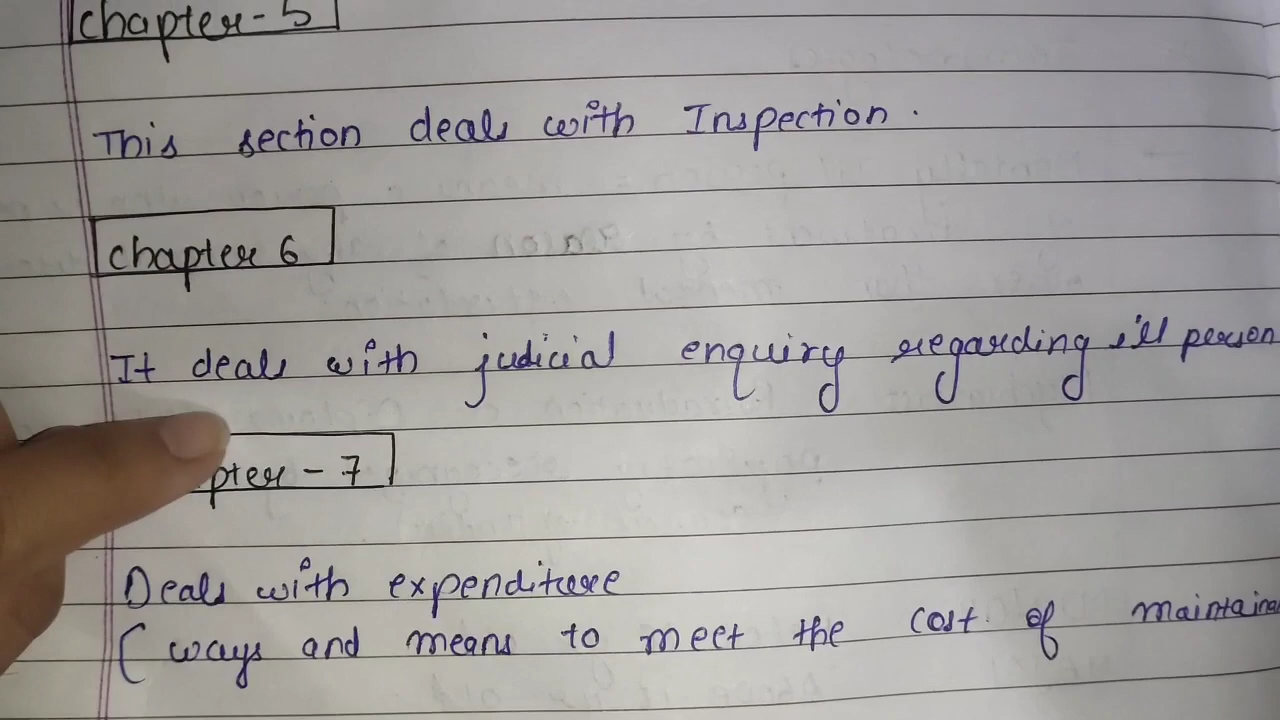 chapter-5
This section deals with Inspection.
chapter 6
It deals with judicial enquiry regarding ill person
pter - 7
Deals with expenditure
(ways and means to meet the cost of